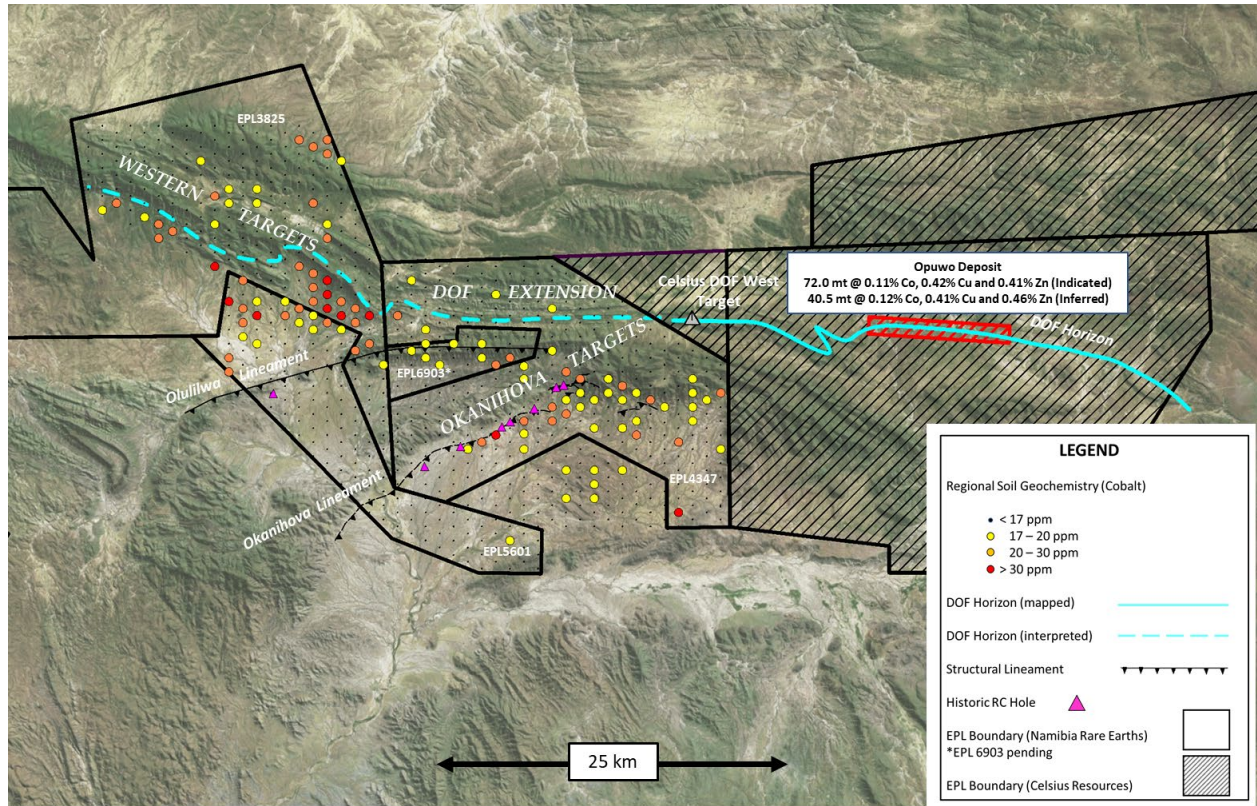 EPL3825
WESTERN TARGETS
DOF EXTENSION
Celsius DOF West
Target
Opuwo Deposit
72.0 mt @ 0.11% Co, 0.42% Cu and 0.41% Zn (Indicated)
40.5 mt @ 0.12% Co, 0.41% Cu and 0.46% Zn (Inferred)
DOF Horizon
Olulilwa Lineament
EPL6903*
OKANIHOVA TARGETS
Okanihova Lineament
EPL4347
EPL5601
25 km
LEGEND
Regional Soil Geochemistry (Cobalt)
< 17 ppm
17 – 20 ppm
20 – 30 ppm
> 30 ppm
DOF Horizon (mapped)
DOF Horizon (interpreted)
Structural Lineament
Historic RC Hole
EPL Boundary (Namibia Rare Earths)
*EPL 6903 pending
EPL Boundary (Celsius Resources)